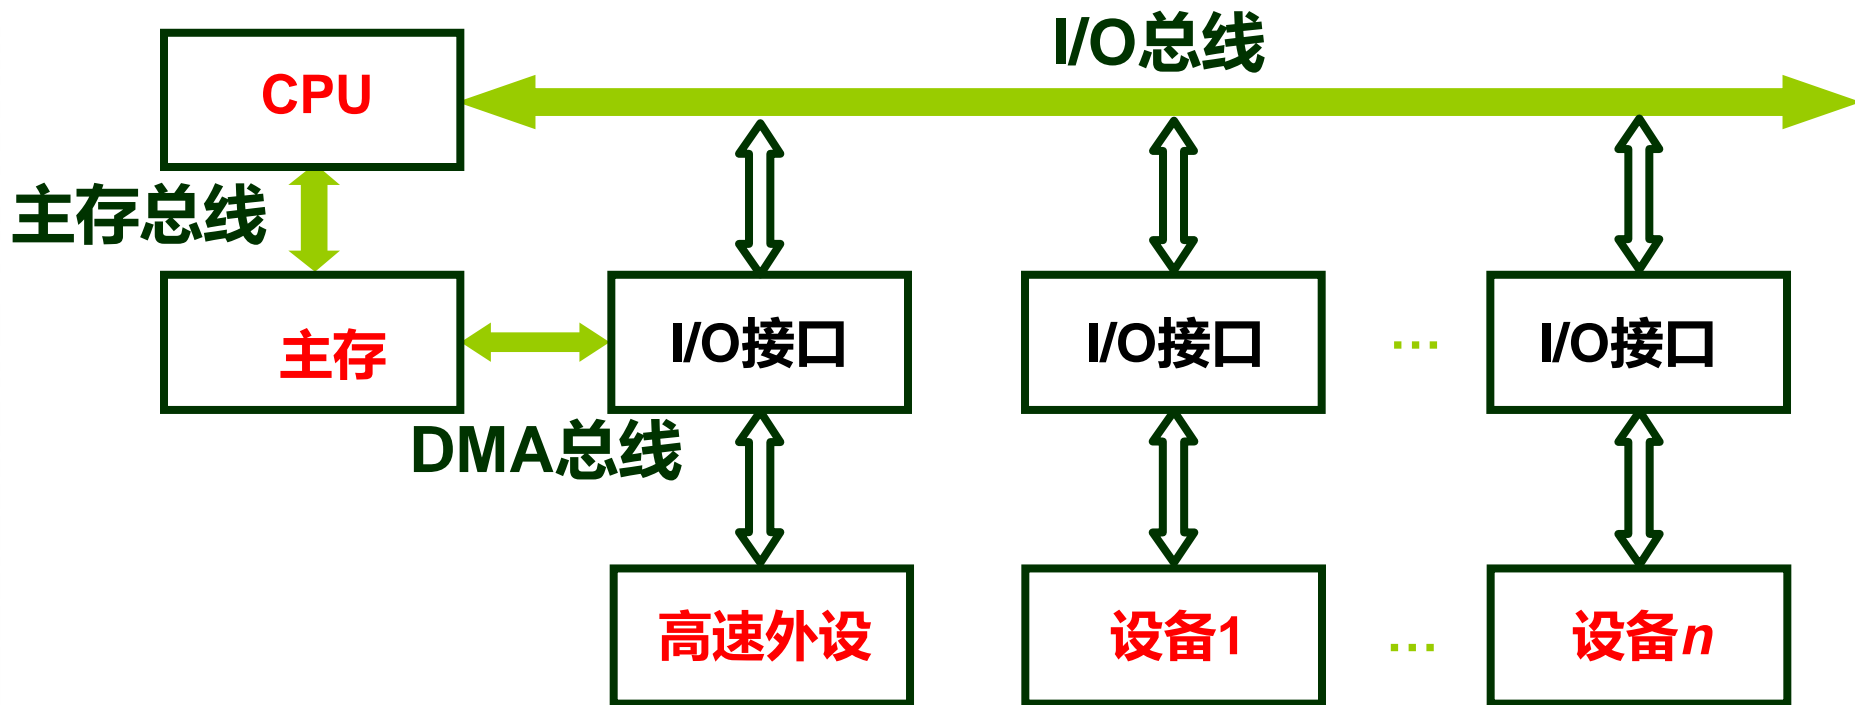 I/O总线
CPU
主存总线
主存
I/O接口
I/O接口
...
I/O接口
DMA总线
高速外设
设备1
...
设备n